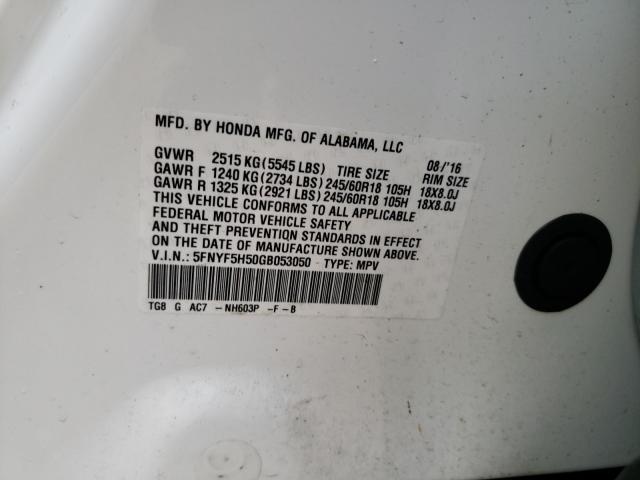 MFD. BY HONDA MFG. OF ALABAMA, LLC 08/'16
GVWR 2515 KG(5545 LBS) TIRE SIZE RIM SIZE
GAWR F 1240 KG(2734 LBS)245/60R18 105H 18X8.0J
GAWR R 1325 KG(2921 LBS)245/60R18 105H 18X8.0J
THIS VEHICLE CONFORMS TO ALL APPLICABLE
FEDERAL MOTOR VEHICLE SAFETY
AND THEFT PREVENTION STANDARDS IN EFFECT
ON THE DATE OF MANUFACTURE SHOWN ABOVE.
V.I.N.: 5FNYF5H50GB053050 TYPE: MPV
TG8 G AC7 -NH603P -F-B